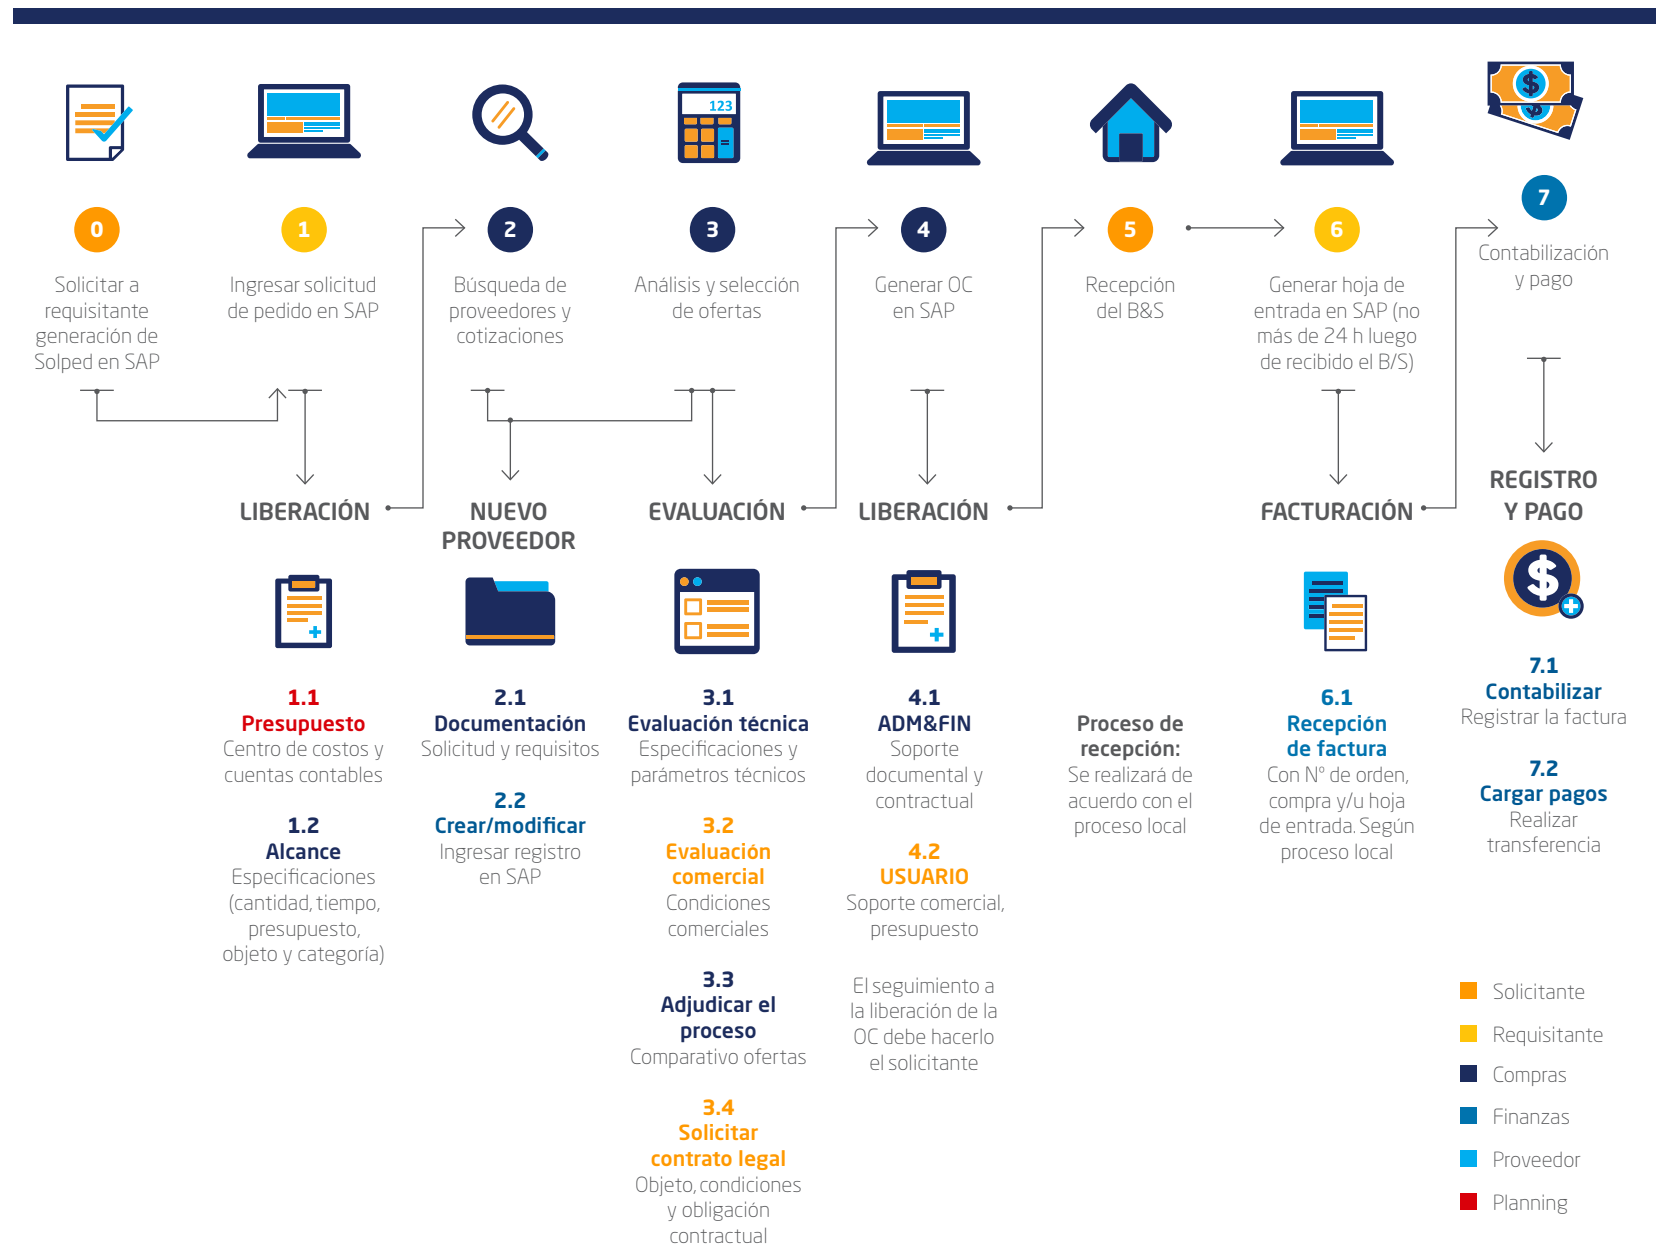 123
0
Solicitar a
requisitante
generación de
Solped en SAP
1
Ingresar solicitud
de pedido en SAP
2
Búsqueda de
proveedores y
cotizaciones
3
Análisis y selección
de ofertas
4
Generar OC
en SAP
5
Recepción
del B&S
6
Generar hoja de
entrada en SAP (no
más de 24 h luego
de recibido el B/S)
7
Contabilización
y pago
LIBERACIÓN
1.1
Presupuesto
Centro de costos y
cuentas contables
1.2
Alcance
Especificaciones
(cantidad, tiempo,
presupuesto,
objeto y categoría)
NUEVO
PROVEEDOR
2.1
Documentación
Solicitud y requisitos
2.2
Crear/modificar
Ingresar registro
en SAP
EVALUACIÓN
3.1
Evaluación técnica
Especificaciones y
parámetros técnicos
3.2
Evaluación
comercial
Condiciones
comerciales
3.3
Adjudicar el
proceso
Comparativo ofertas
3.4
Solicitar
contrato legal
Objeto, condiciones
y obligación
contractual
LIBERACIÓN
4.1
ADM&FIN
Soporte
documental y
contractual
4.2
USUARIO
Soporte comercial,
presupuesto
El seguimiento a
la liberación de la
OC debe hacerlo
el solicitante
Proceso de
recepción:
Se realizará de
acuerdo con el
proceso local
FACTURACIÓN
6.1
Recepción
de factura
Con Nº de orden,
compra y/u hoja
de entrada. Según
proceso local
REGISTRO
Y PAGO
$
7.1
Contabilizar
Registrar la factura
7.2
Cargar pagos
Realizar
transferencia
Solicitante
Requisitante
Compras
Finanzas
Proveedor
Planning